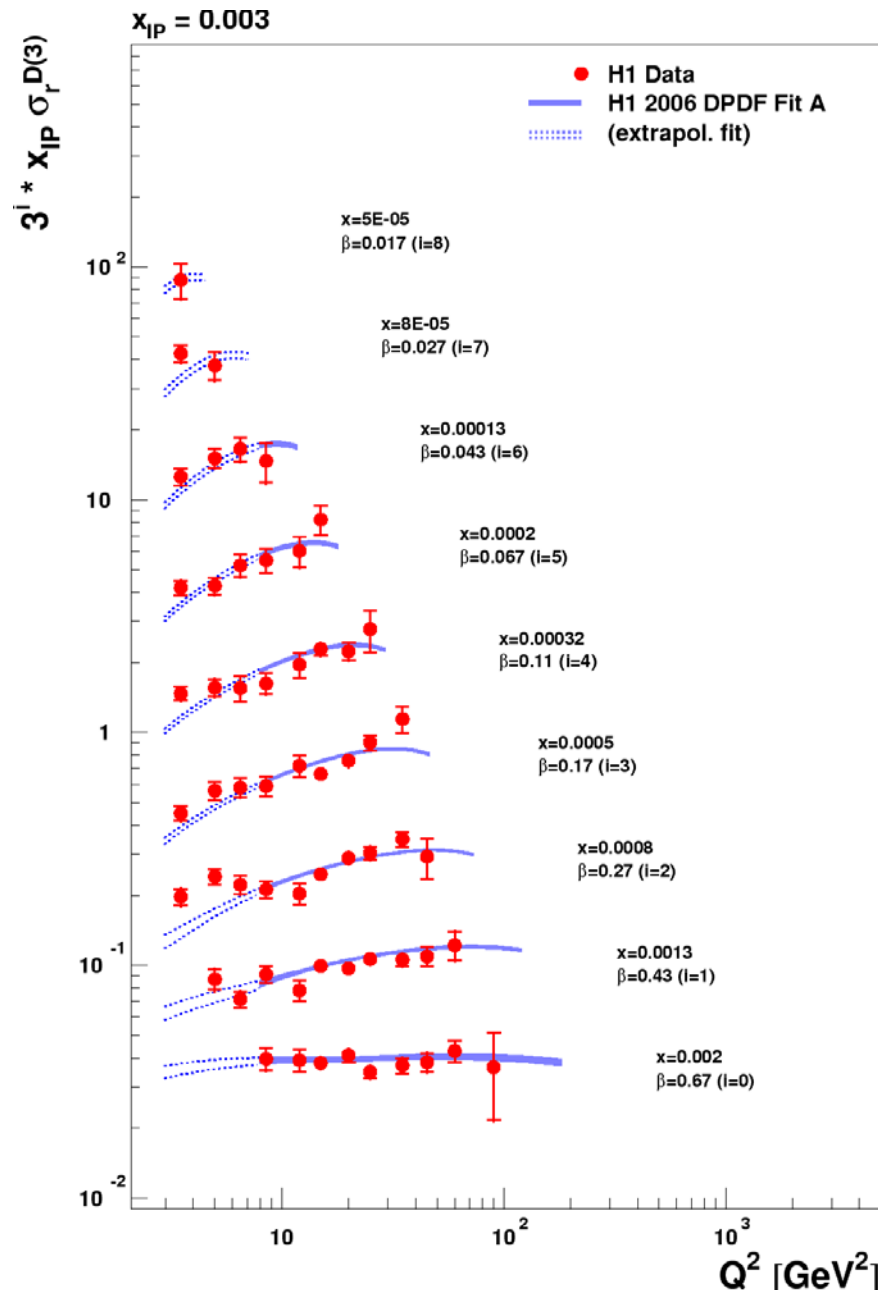 x_IP = 0.003
3^i * x_IP σ_r^D(3)
H1 Data
H1 2006 DPDF Fit A
(extrapol. fit)
x=5E-05
β=0.017 (i=8)
10^2
x=8E-05
β=0.027 (i=7)
x=0.00013
β=0.043 (i=6)
10
x=0.0002
β=0.067 (i=5)
x=0.00032
β=0.11 (i=4)
1
x=0.0005
β=0.17 (i=3)
x=0.0008
β=0.27 (i=2)
10^-1
x=0.0013
β=0.43 (i=1)
x=0.002
β=0.67 (i=0)
10^-2
10 10^2 10^3
Q^2 [GeV^2]